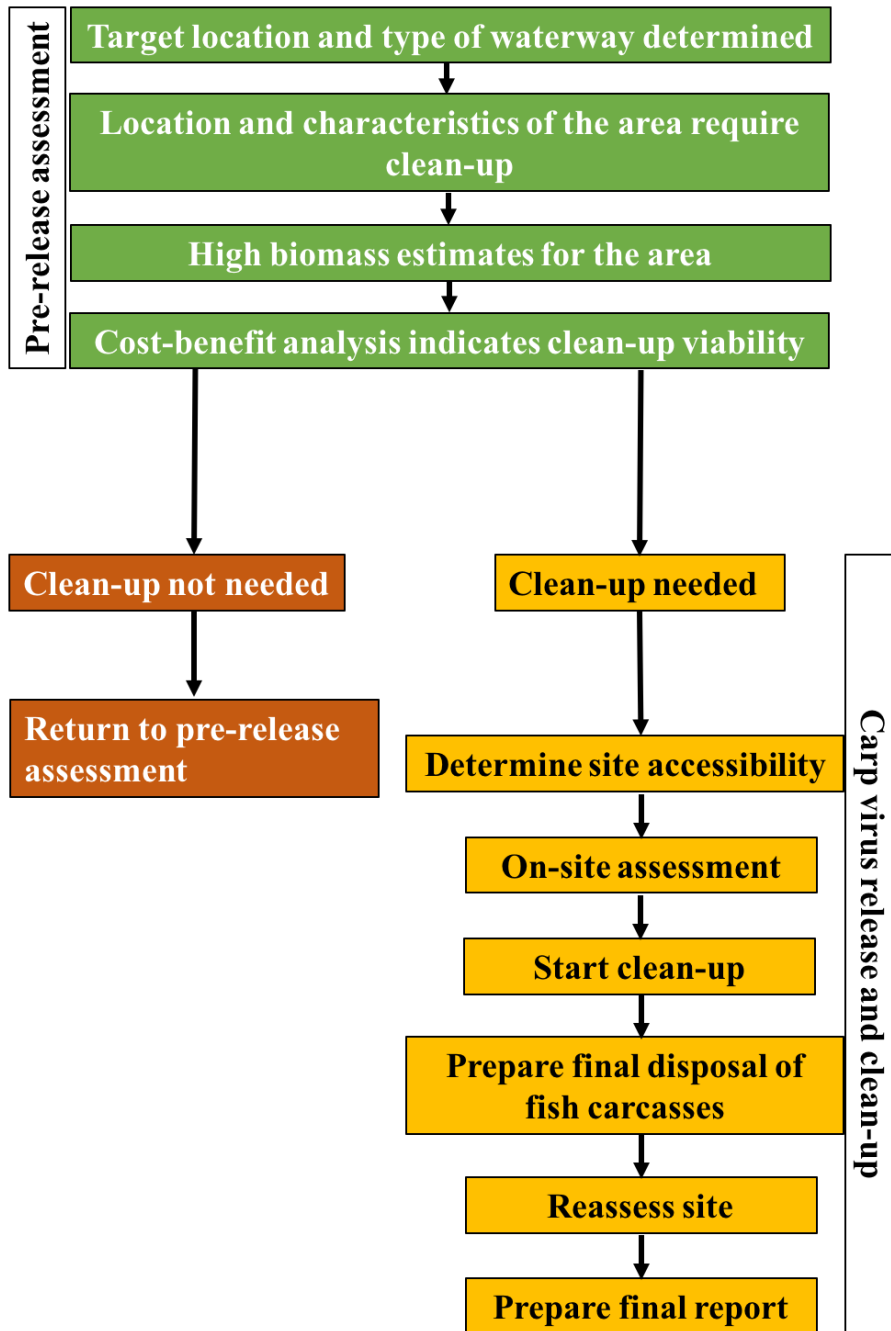 Pre-release assessment
Target location and type of waterway determined
Location and characteristics of the area require
clean-up
High biomass estimates for the area
Cost-benefit analysis indicates clean-up viability
Clean-up not needed
Return to pre-release
assessment
Clean-up needed
Determine site accessibility
On-site assessment
Start clean-up
Prepare final disposal of
fish carcasses
Reassess site
Prepare final report
Carp virus release and clean-up